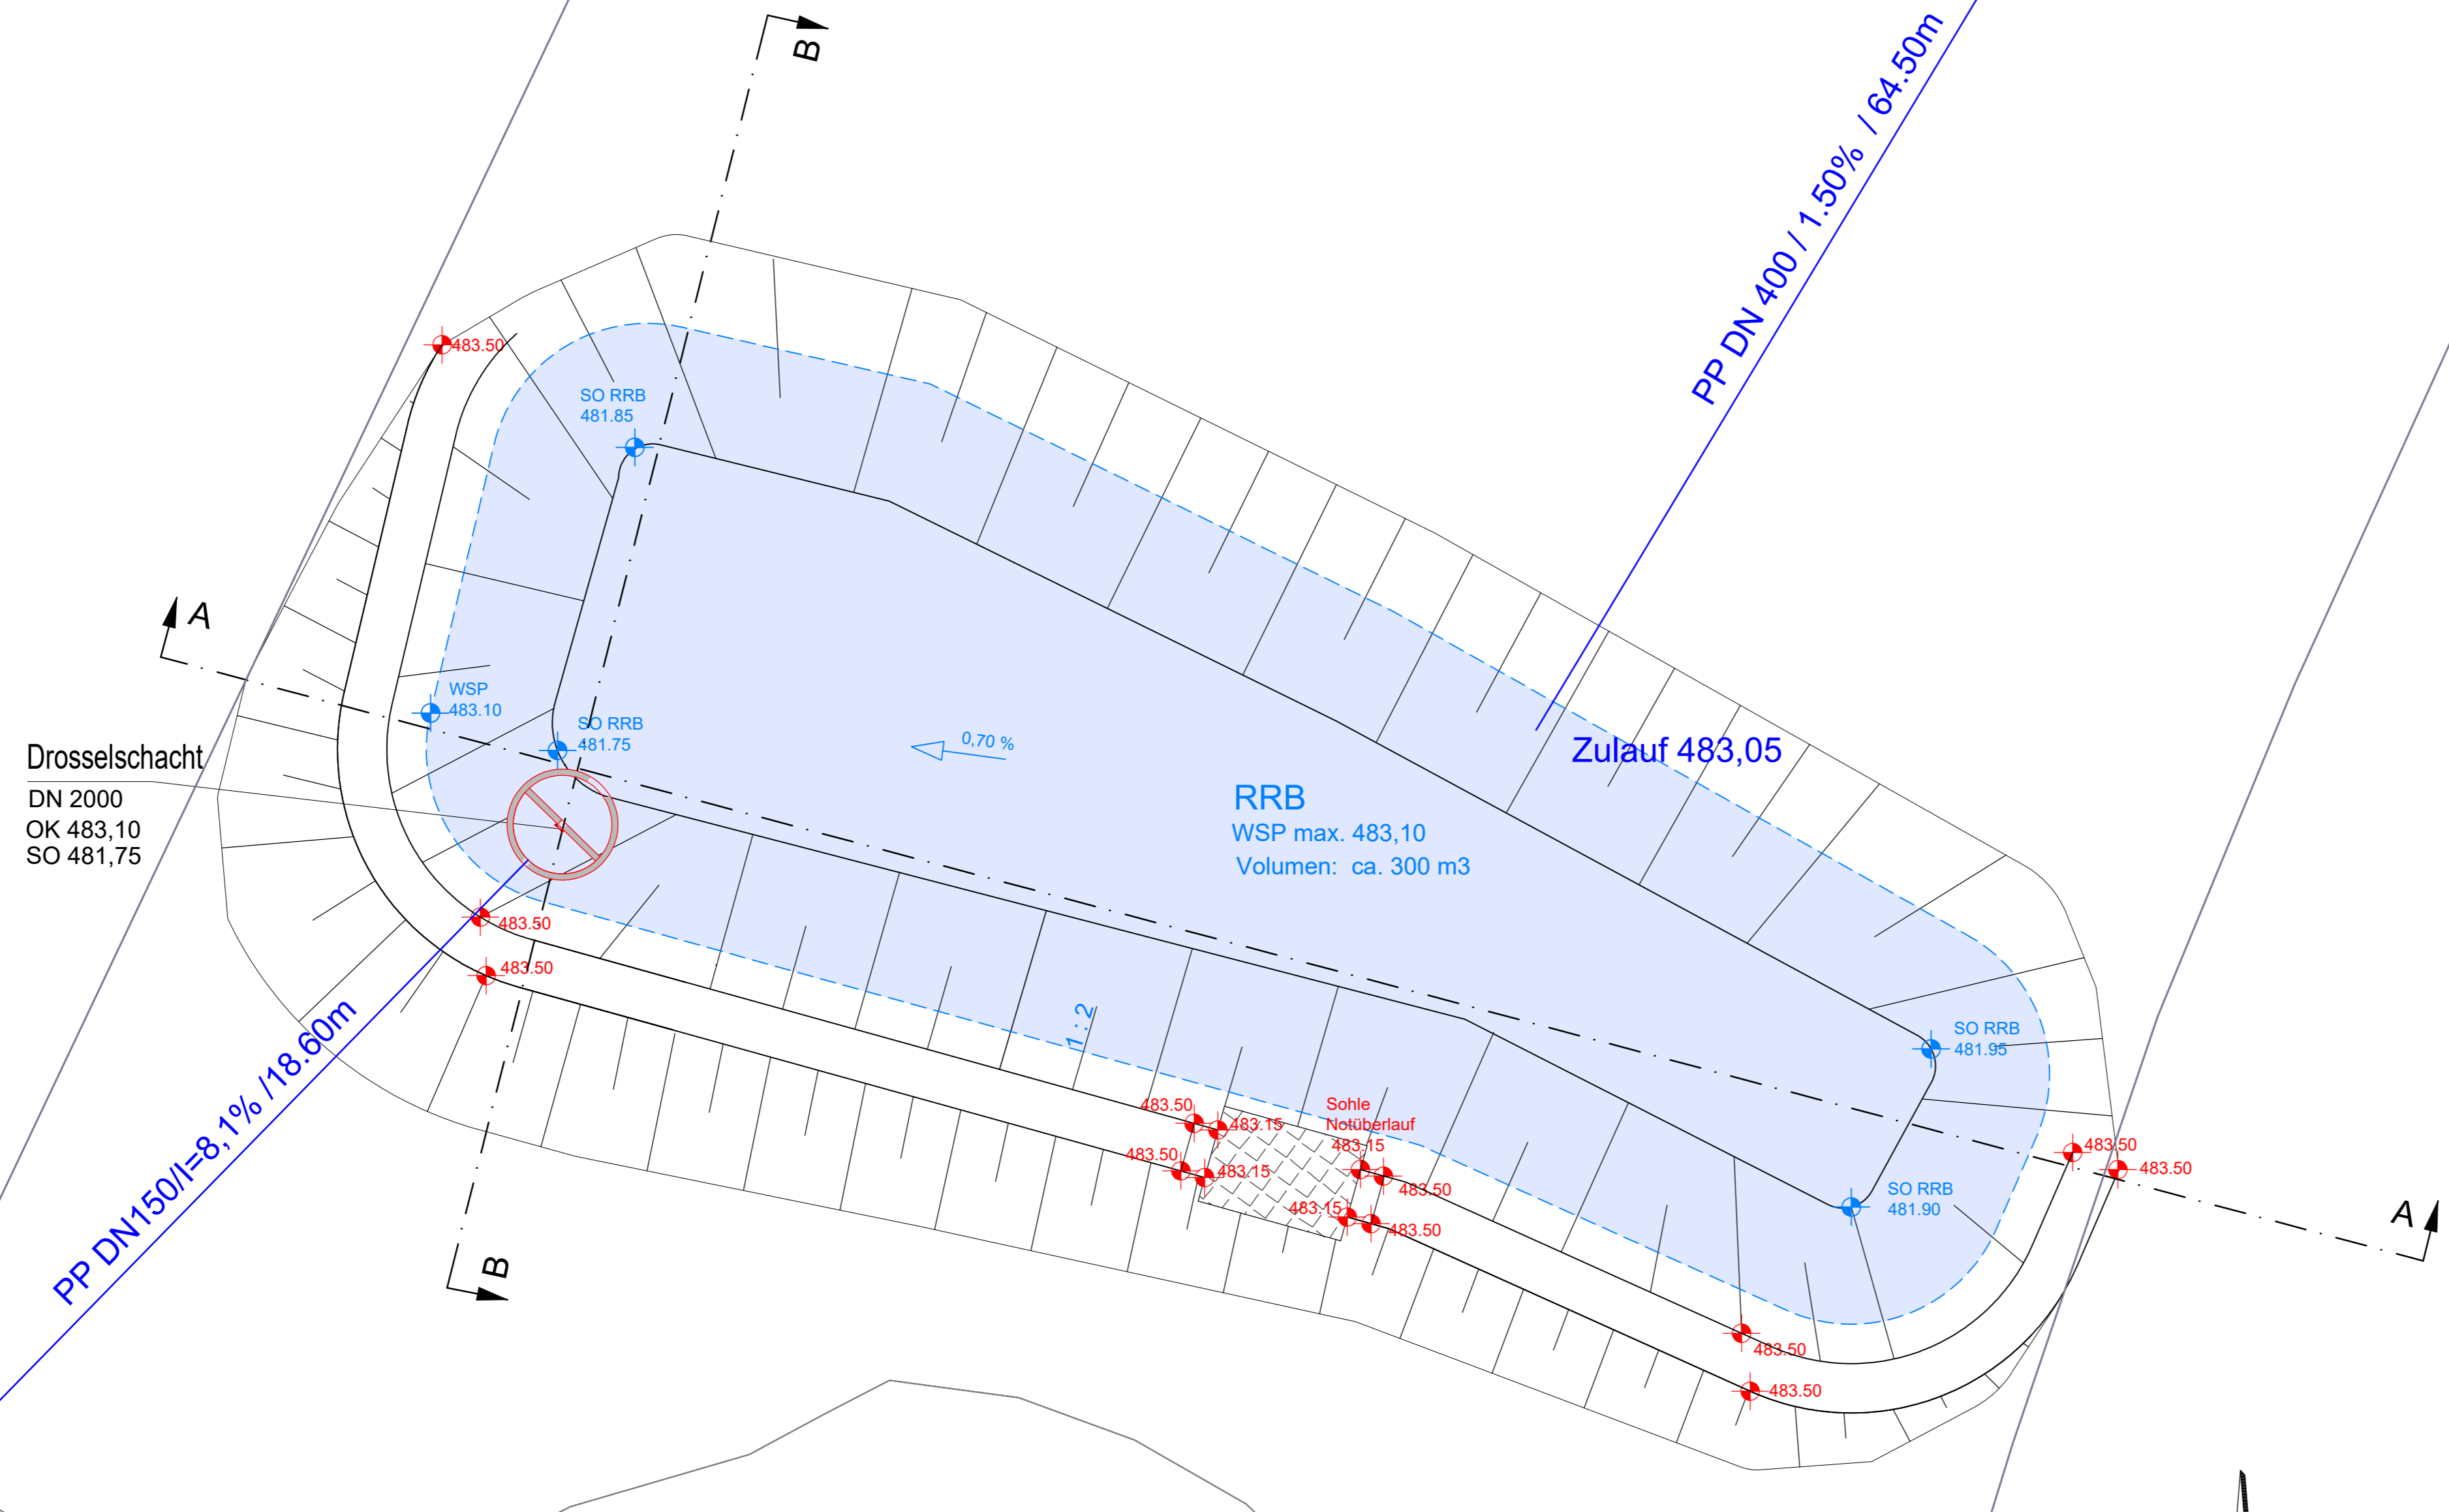 B
PP DN 400 / 1.50% / 64.50m
483.50
SO RRB
481.85
A
WSP
483.10
SO RRB
481.75
0,70 %
Zulauf 483,05
Drosselschacht
DN 2000
OK 483,10
SO 481,75
RRB
WSP max. 483,10
Volumen: ca. 300 m3
483.50
483.50
1:2
PP DN150/I=8,1% /18.60m
SO RRB
481.95
483.50
483.15
Sohle
Notüberlauf
483.15
483.50
483.15
483.50
483.15
483.50
483.50
483.50
SO RRB
481.90
A
B
483.50
483.50